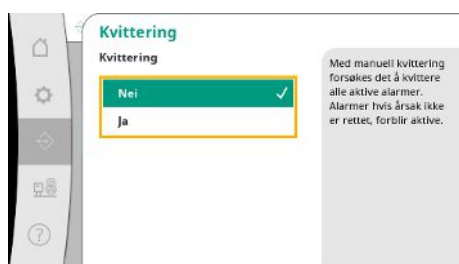 Kvittering
Kvittering
Nei
Ja
Med manuell kvittering
forsøkes det å kvittere
alle aktive alarmer.
Alarmer hvis årsak ikke
er rettet, forblir aktive.
?